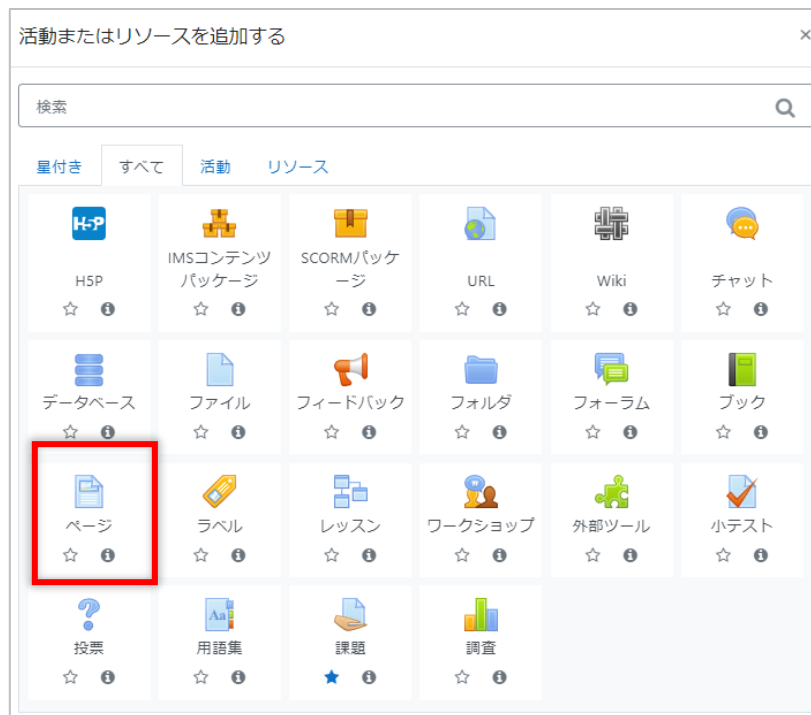 活動またはリソースを追加する
×
検索
星付き すべて 活動 リソース
H5P
H5P
IMSコンテンツ
パッケージ
SCORMパッケ
ージ
URL
Wiki
チャット
データベース
ファイル
フィードバック
フォルダ
フォーラム
ブック
ページ
Aa
ラベル
レッスン
ワークショップ
外部ツール
小テスト
投票
用語集
課題
調査